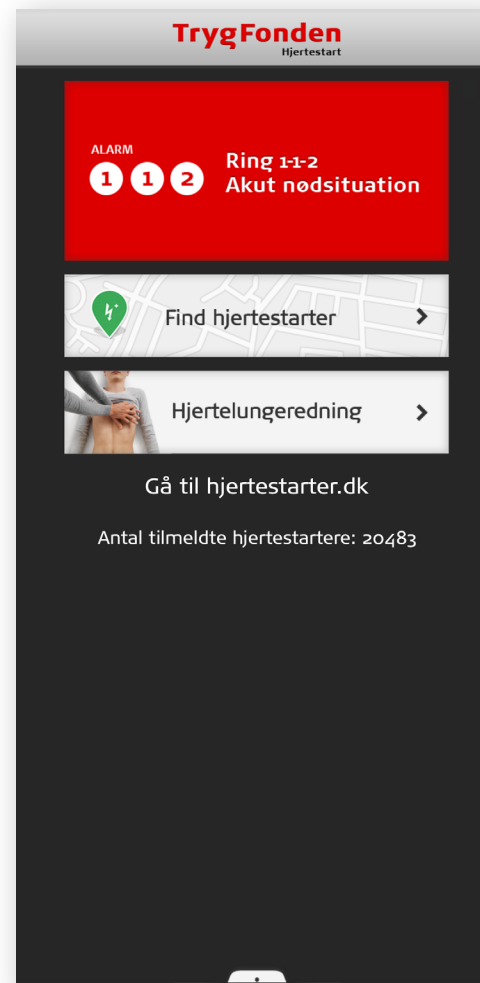 TrygFonden
Hjertestart
ALARM
1 1 2
Ring 1-1-2
Akut nødsituation
Find hjertestarter
Hjertelungeredning
Gå til hjertestarter.dk
Antal tilmeldte hjertestartere: 20483